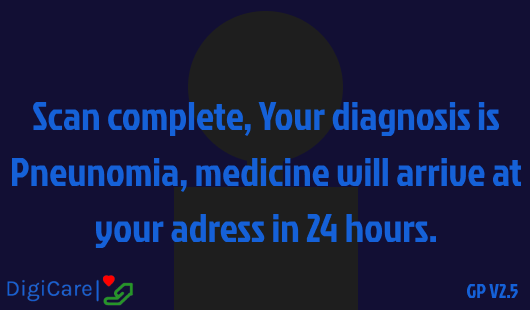 Scan complete, Your diagnosis is
Pneunomia, medicine will arrive at
your adress in 24 hours.
DigiCare|
GP V2.5